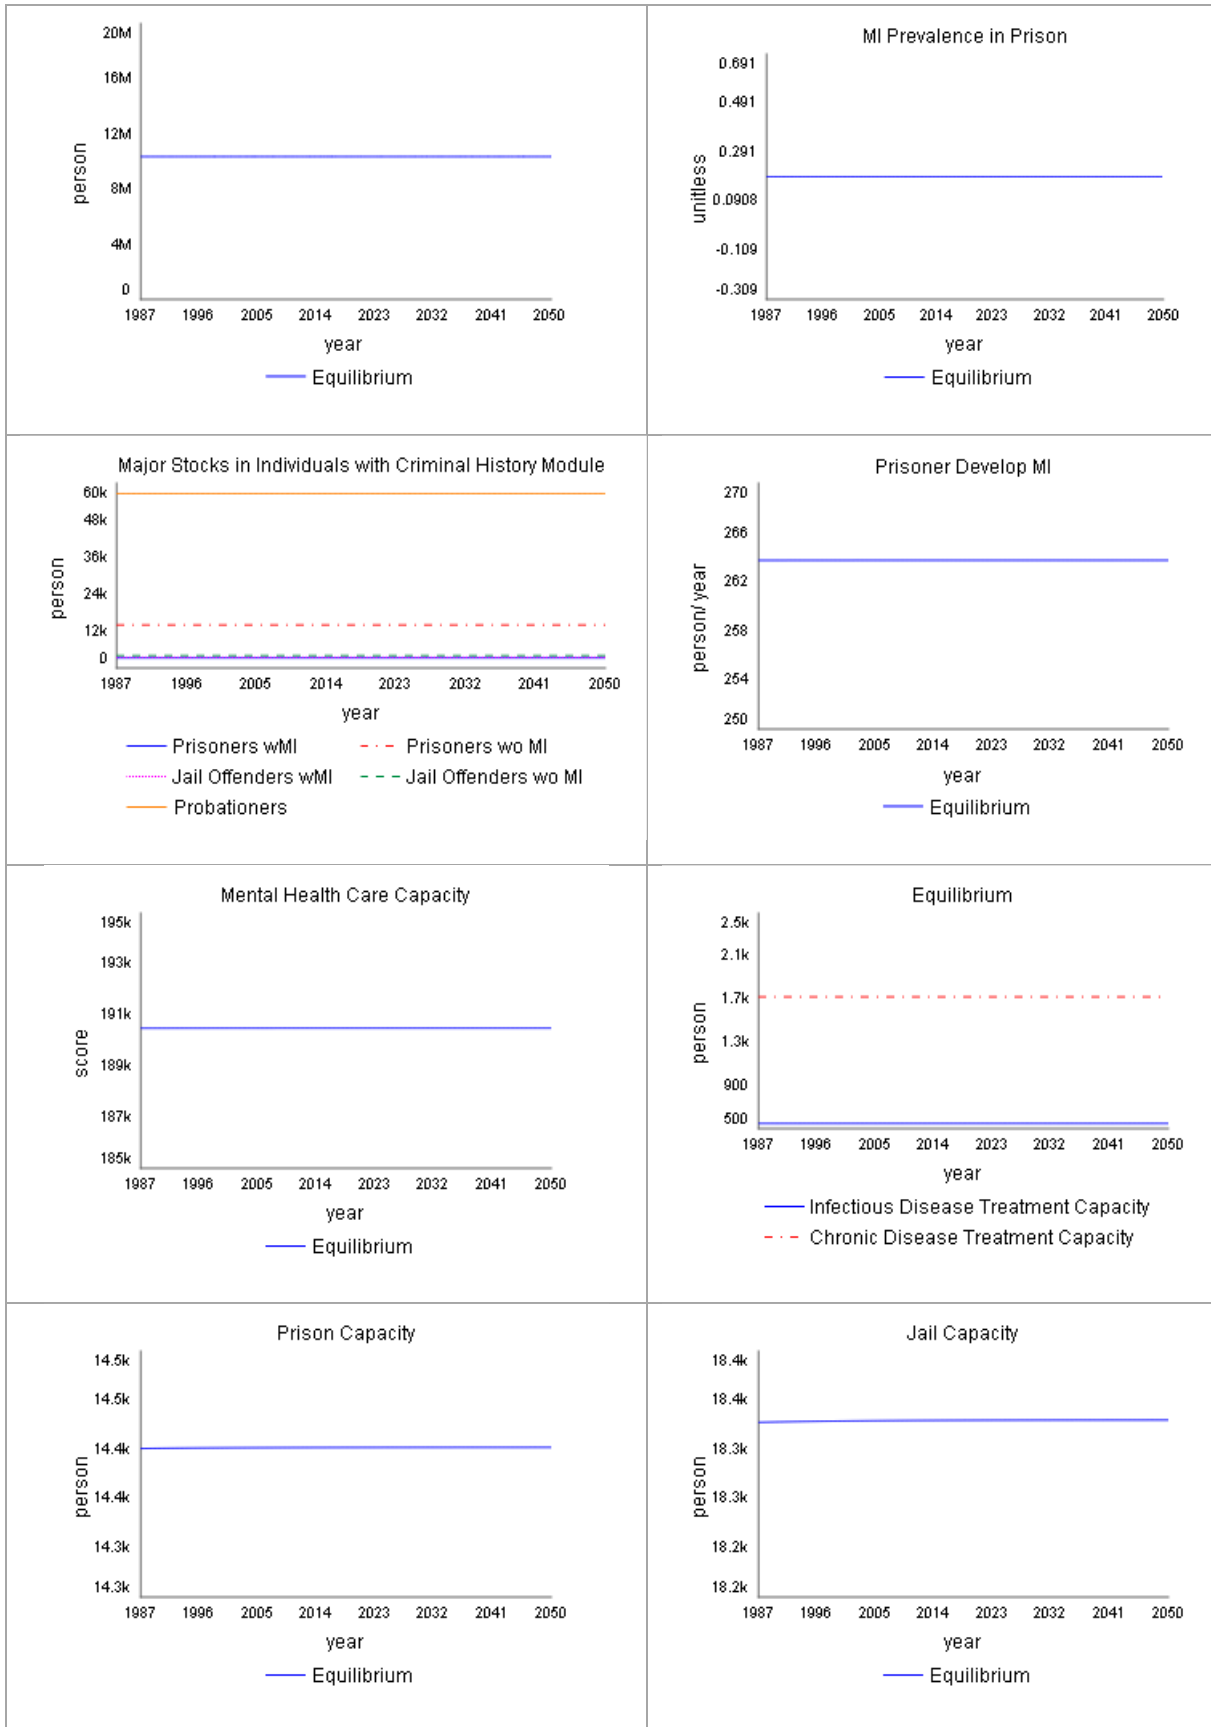 20M
16M
12M
8M
4M
0
person
1987 1996 2005 2014 2023 2032 2041 2050
year
Equilibrium
MI Prevalence in Prison
0.691
0.491
0.291
0.0908
-0.109
-0.309
unitless
1987 1996 2005 2014 2023 2032 2041 2050
year
Equilibrium
Major Stocks in Individuals with Criminal History Module
60k
48k
36k
24k
12k
0
person
1987 1996 2005 2014 2023 2032 2041 2050
year
Prisoners wMI Prisoners wo MI
Jail Offenders wMI Jail Offenders wo MI
Probationers
Prisoner Develop MI
270
266
262
258
254
250
person/year
1987 1996 2005 2014 2023 2032 2041 2050
year
Equilibrium
Mental Health Care Capacity
195k
193k
191k
189k
187k
185k
score
1987 1996 2005 2014 2023 2032 2041 2050
year
Equilibrium
Equilibrium
2.5k
2.1k
1.7k
1.3k
900
500
person
1987 1996 2005 2014 2023 2032 2041 2050
year
Infectious Disease Treatment Capacity
Chronic Disease Treatment Capacity
Prison Capacity
14.5k
14.5k
14.4k
14.4k
14.3k
14.3k
person
1987 1996 2005 2014 2023 2032 2041 2050
year
Equilibrium
Jail Capacity
18.4k
18.4k
18.3k
18.3k
18.2k
18.2k
person
1987 1996 2005 2014 2023 2032 2041 2050
year
Equilibrium